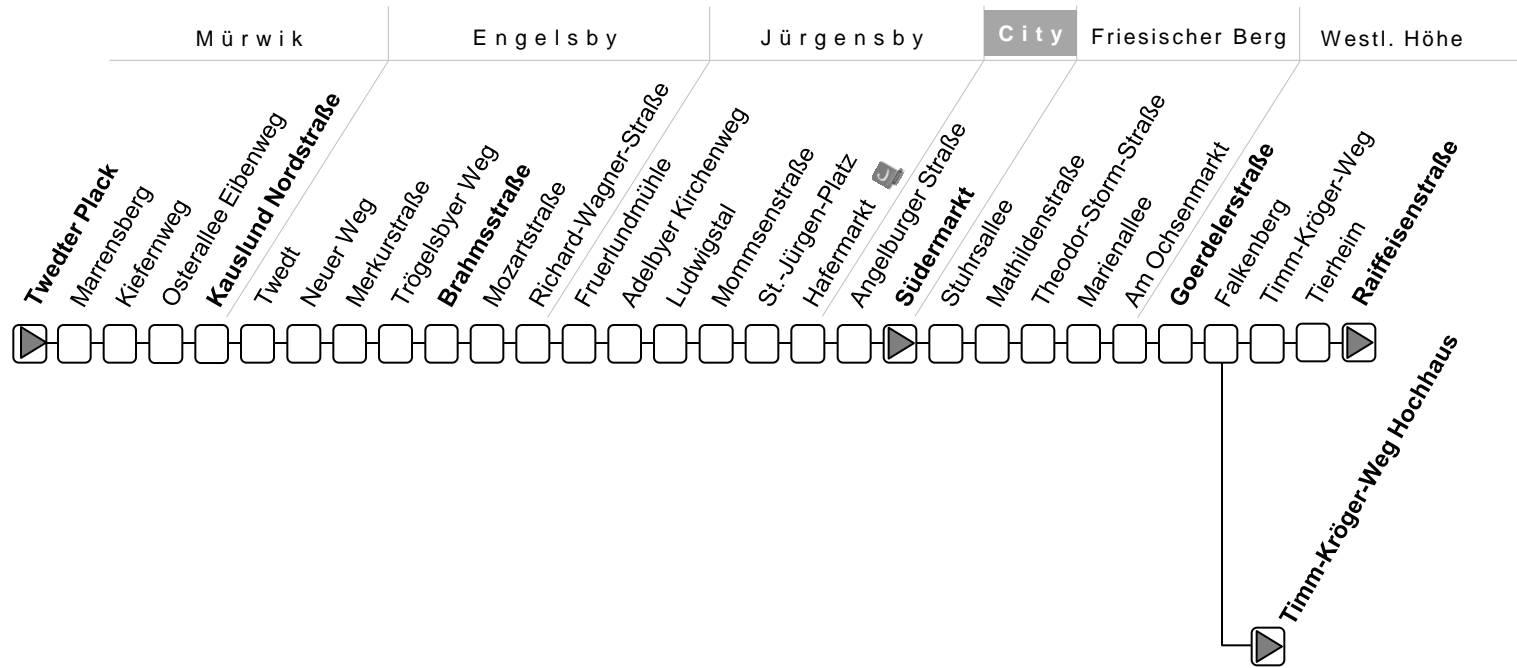 Mürwik
Engelsby
Jürgensby
City
Friesischer Berg
Westl. Höhe
Twedter Plack
Marrensberg
Kiefernweg
Osterallee Eibenweg
Kauslund Nordstraße
Twedt
Neuer Weg
Merkurstraße
Trögelsbyer Weg
Brahmsstraße
Mozartstraße
Richard-Wagner-Straße
Fruerlundmühle
Adelbyer Kirchenweg
Ludwigstal
Mommsenstraße
St.-Jürgen-Platz
Hafermarkt
Angelburger Straße
Südermarkt
Stuhrsallee
Mathildenstraße
Theodor-Storm-Straße
Marienallee
Am Ochsenmarkt
Goerdelerstraße
Falkenberg
Timm-Kröger-Weg
Tierheim
Raiffeisenstraße
Timm-Kröger-Weg Hochhaus